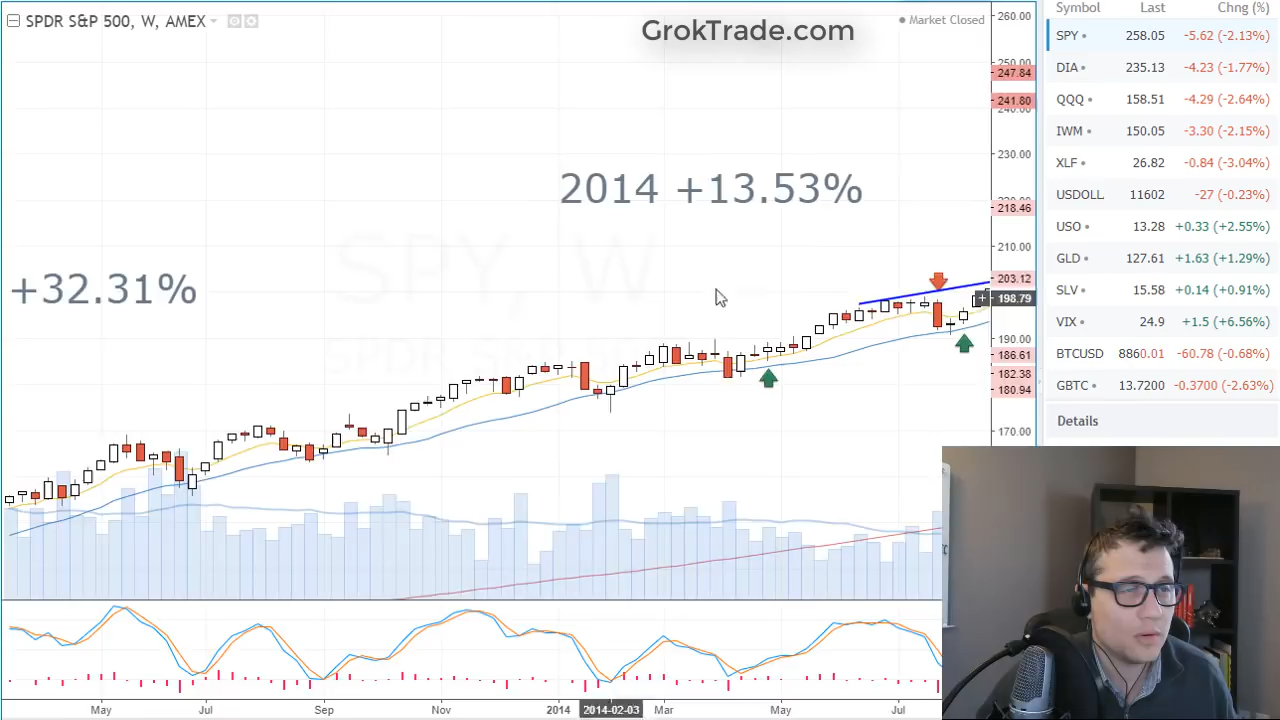 SPDR S&P 500, W, AMEX
GrokTrade.com
Market Closed
260.00
250.00
247.84
241.80
230.00
218.46
210.00
203.12
198.79
190.00
186.61
182.38
180.94
170.00
2014 +13.53%
+32.31%
SPY, W
May Jul Sep Nov 2014 2014-02-03 Mar May Jul
Symbol Last Chng (%)
SPY 258.05 -5.62 (-2.13%)
DIA 235.13 -4.23 (-1.77%)
QQQ 158.51 -4.29 (-2.64%)
IWM 150.05 -3.30 (-2.15%)
XLF 26.82 -0.84 (-3.04%)
USDOLL 11602 -27 (-0.23%)
USO 13.28 +0.33 (+2.55%)
GLD 127.61 +1.63 (+1.29%)
SLV 15.58 +0.14 (+0.91%)
VIX 24.9 +1.5 (+6.56%)
BTCUSD 8860.01 -60.78 (-0.68%)
GBTC 13.7200 -0.3700 (-2.63%)
Details